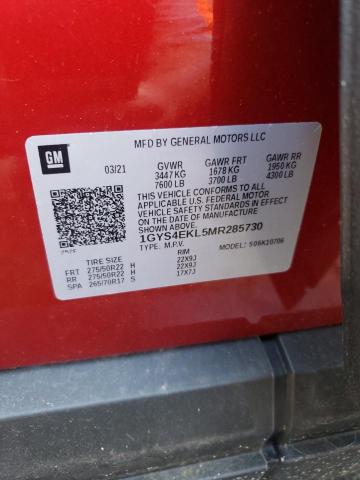 GM
MFD BY GENERAL MOTORS LLC
03/21 GVWR GAWR FRT GAWR RR
3447 KG 1678 KG 1950 KG
7600 LB 3700 LB 4300 LB
THIS VEHICLE CONFORMS TO ALL
APPLICABLE U.S. FEDERAL MOTOR
VEHICLE SAFETY STANDARDS IN
EFFECT ON THE DATE OF MANUFACTURE
SHOWN ABOVE.
1GYS4EKL5MR285730
TYPE: M.P.V. MODEL:
TIRE SIZE RIM
FRT 275/50R22 H 22X9J
RR 275/50R22 H 22X9J
SPA 265/70R17 S 17X7J